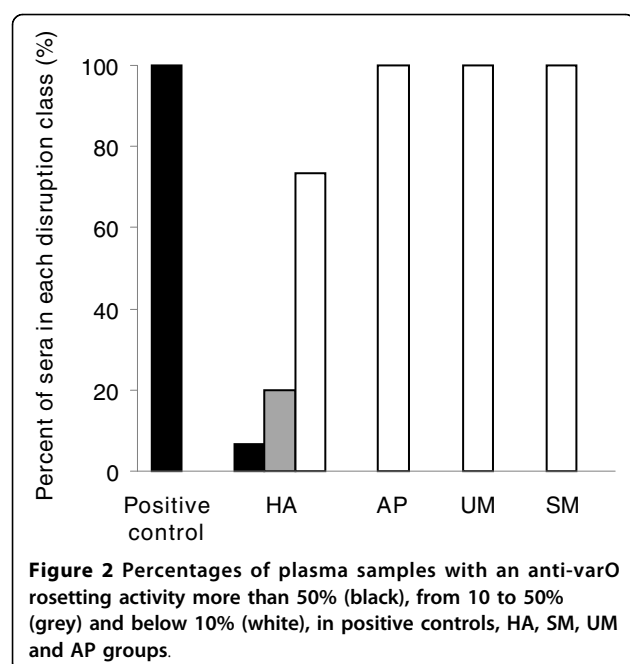 Percent of sera in each disruption class (%)
100
80
60
40
20
0
Positive control
HA
AP
UM
SM
Figure 2 Percentages of plasma samples with an anti-varO
rosetting activity more than 50% (black), from 10 to 50%
(grey) and below 10% (white), in positive controls, HA, SM, UM
and AP groups.